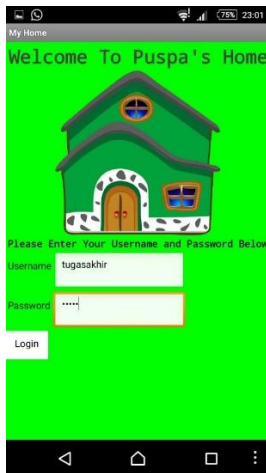 75% 23:01
My Home
Welcome To Puspa's Home
Please Enter Your Username and Password Below
Username tugasakhir
Password •••••
Login